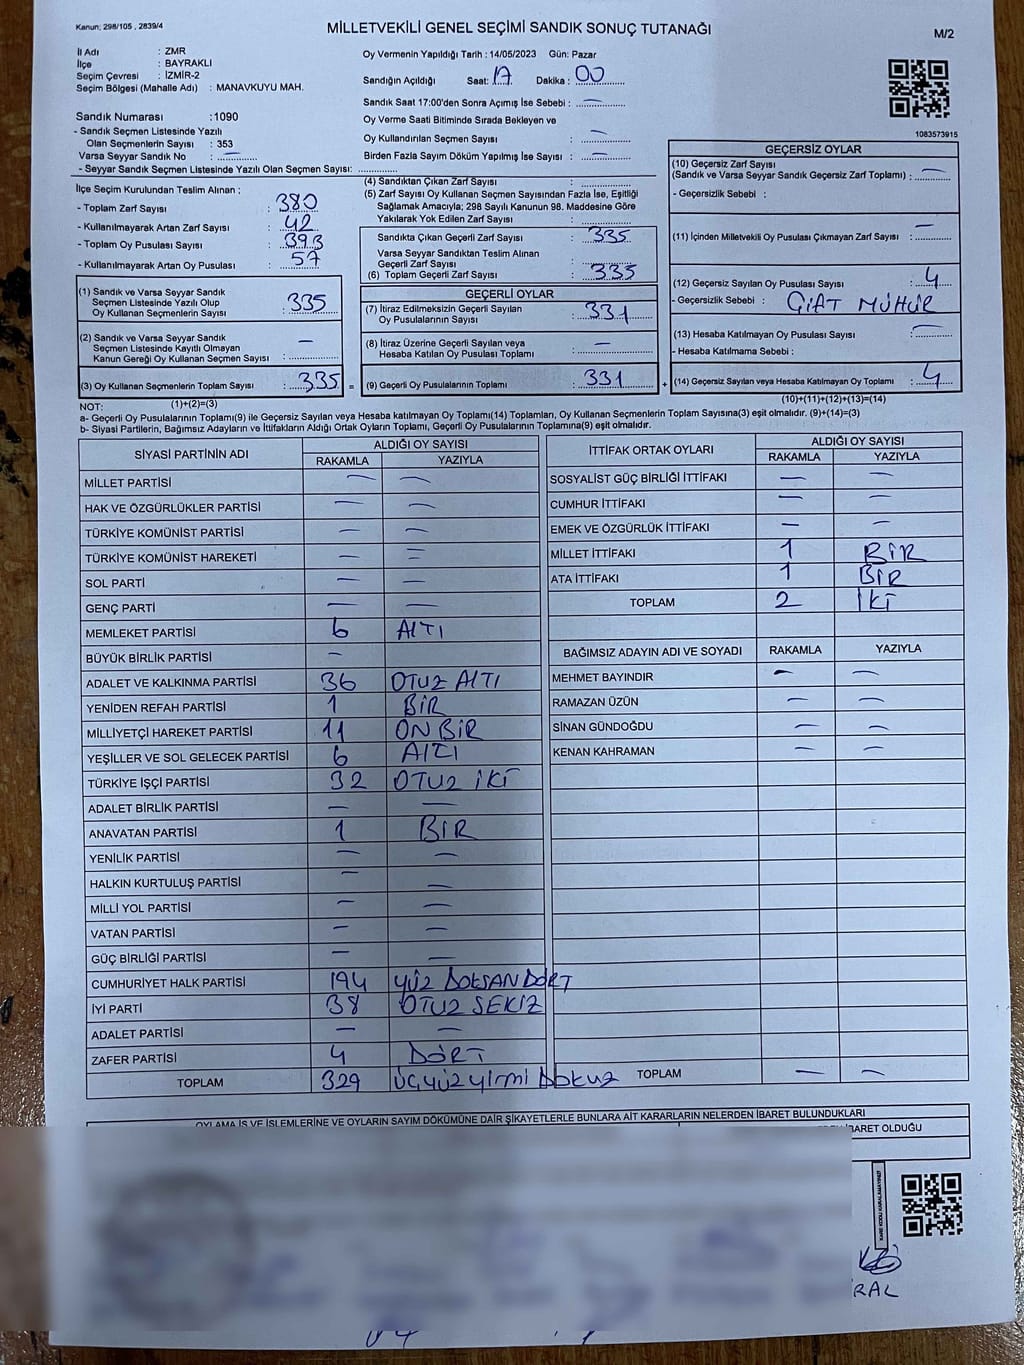 Kanun; 298/105 , 2839/4
MİLLETVEKİLİ GENEL SEÇİMİ SANDIK SONUÇ TUTANAĞI
M/2
İl Adı : ZMR
İlçe : BAYRAKLI
Seçim Çevresi : İZMİR-2
Seçim Bölgesi (Mahalle Adı) : MANAVKUYU MAH.
Oy Vermenin Yapıldığı Tarih : 14/05/2023 Gün: Pazar
Sandığın Açıldığı Saat: 17 Dakika : 00
Sandık Saat 17:00'den Sonra Açımış İse Sebebi : —
Oy Verme Saati Bitiminde Sırada Bekleyen ve
Oy Kullandırılan Seçmen Sayısı : —
Birden Fazla Sayım Döküm Yapılmış İse Sayısı : —
1083573915
Sandık Numarası :1090
- Sandık Seçmen Listesinde Yazılı
Olan Seçmenlerin Sayısı : 353
Varsa Seyyar Sandık No : —
- Seyyar Sandık Seçmen Listesinde Yazılı Olan Seçmen Sayısı:
İlçe Seçim Kurulundan Teslim Alınan ;
- Toplam Zarf Sayısı : 380
- Kullanılmayarak Artan Zarf Sayısı : 42
- Toplam Oy Pusulası Sayısı : 393
- Kullanılmayarak Artan Oy Pusulası : 57
(1) Sandık ve Varsa Seyyar Sandık
Seçmen Listesinde Yazılı Olup
Oy Kullanan Seçmenlerin Sayısı : 335
(2) Sandık ve Varsa Seyyar Sandık
Seçmen Listesinde Kayıtlı Olmayan
Kanun Gereği Oy Kullanan Seçmen Sayısı : —
(3) Oy Kullanan Seçmenlerin Toplam Sayısı : 335 =
(1)+(2)=(3)
(4) Sandıktan Çıkan Zarf Sayısı :
(5) Zarf Sayısı Oy Kullanan Seçmen Sayısından Fazla İse, Eşitliği
Sağlamak Amacıyla; 298 Sayılı Kanunun 98. Maddesine Göre
Yakılarak Yok Edilen Zarf Sayısı :
Sandıkta Çıkan Geçerli Zarf Sayısı : 335
Varsa Seyyar Sandıktan Teslim Alınan
Geçerli Zarf Sayısı :
(6) Toplam Geçerli Zarf Sayısı : 335
GEÇERLİ OYLAR
(7) İtiraz Edilmeksizin Geçerli Sayılan
Oy Pusulalarının Sayısı : 331
(8) İtiraz Üzerine Geçerli Sayılan veya
Hesaba Katılan Oy Pusulası Toplamı : —
(9) Geçerli Oy Pusulalarının Toplamı : 331 +
GEÇERSİZ OYLAR
(10) Geçersiz Zarf Sayısı
(Sandık ve Varsa Seyyar Sandık Geçersiz Zarf Toplamı) : —
- Geçersizlik Sebebi :
(11) İçinden Milletvekili Oy Pusulası Çıkmayan Zarf Sayısı : —
(12) Geçersiz Sayılan Oy Pusulası Sayısı : 4
- Geçersizlik Sebebi : ÇİFT MÜHÜR
(13) Hesaba Katılmayan Oy Pusulası Sayısı : —
- Hesaba Katılmama Sebebi :
(14) Geçersiz Sayılan veya Hesaba Katılmayan Oy Toplamı : 4
(10)+(11)+(12)+(13)=(14)
NOT:
a- Geçerli Oy Pusulalarının Toplamı(9) ile Geçersiz Sayılan veya Hesaba katılmayan Oy Toplamı(14) Toplamları, Oy Kullanan Seçmenlerin Toplam Sayısına(3) eşit olmalıdır. (9)+(14)=(3)
b- Siyasi Partilerin, Bağımsız Adayların ve İttifakların Aldığı Ortak Oyların Toplamı, Geçerli Oy Pusulalarının Toplamına(9) eşit olmalıdır.
SİYASİ PARTİNİN ADI ALDIĞI OY SAYISI
RAKAMLA YAZIYLA
MİLLET PARTİSİ — —
HAK VE ÖZGÜRLÜKLER PARTİSİ — —
TÜRKİYE KOMÜNİST PARTİSİ — —
TÜRKİYE KOMÜNİST HAREKETİ — —
SOL PARTİ — —
GENÇ PARTİ — —
MEMLEKET PARTİSİ 6 ALTI
BÜYÜK BİRLİK PARTİSİ —
ADALET VE KALKINMA PARTİSİ 36 OTUZ ALTI
YENİDEN REFAH PARTİSİ 1 BİR
MİLLİYETÇİ HAREKET PARTİSİ 11 ON BİR
YEŞİLLER VE SOL GELECEK PARTİSİ 6 ALTI
TÜRKİYE İŞÇİ PARTİSİ 32 OTUZ İKİ
ADALET BİRLİK PARTİSİ — —
ANAVATAN PARTİSİ 1 BİR
YENİLİK PARTİSİ — —
HALKIN KURTULUŞ PARTİSİ — —
MİLLİ YOL PARTİSİ — —
VATAN PARTİSİ — —
GÜÇ BİRLİĞİ PARTİSİ — —
CUMHURİYET HALK PARTİSİ 194 YÜZ DOKSAN DÖRT
İYİ PARTİ 38 OTUZ SEKİZ
ADALET PARTİSİ — —
ZAFER PARTİSİ 4 DÖRT
TOPLAM 329 ÜÇYÜZ YİRMİ DOKUZ
İTTİFAK ORTAK OYLARI ALDIĞI OY SAYISI
RAKAMLA YAZIYLA
SOSYALİST GÜÇ BİRLİĞİ İTTİFAKI — —
CUMHUR İTTİFAKI — —
EMEK VE ÖZGÜRLÜK İTTİFAKI — —
MİLLET İTTİFAKI 1 BİR
ATA İTTİFAKI 1 BİR
TOPLAM 2 İKİ
BAĞIMSIZ ADAYIN ADI VE SOYADI RAKAMLA YAZIYLA
MEHMET BAYINDIR — —
RAMAZAN ÜZÜN — —
SİNAN GÜNDOĞDU — —
KENAN KAHRAMAN — —
TOPLAM — —
OYLAMA İŞ VE İŞLEMLERİNE VE OYLARIN SAYIM DÖKÜMÜNE DAİR ŞİKAYETLERLE BUNLARA AİT KARARLARIN NELERDEN İBARET BULUNDUKLARI
İBARET OLDUĞU
KARE KODU KARALAMAYINIZ!
RAL